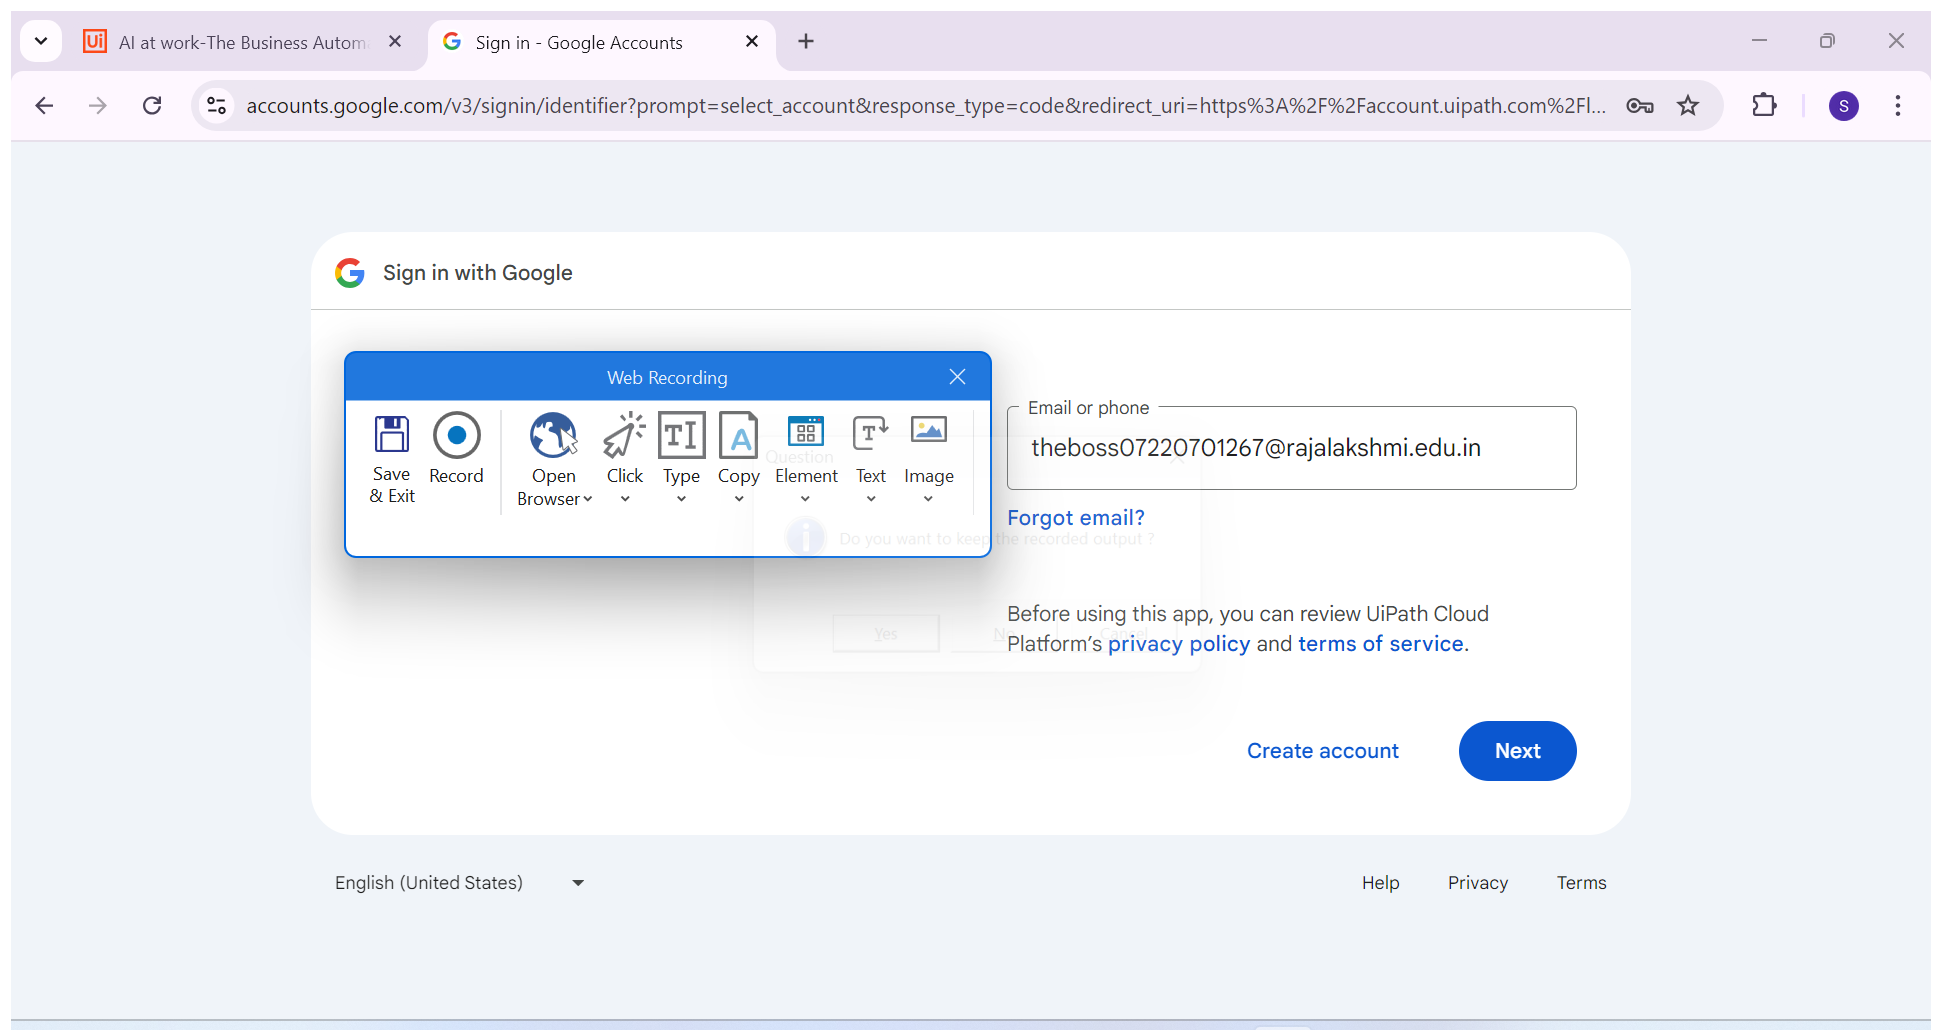 AI at work-The Business Autom
Sign in - Google Accounts
accounts.google.com/v3/signin/identifier?prompt=select_account&response_type=code&redirect_uri=https%3A%2F%2Faccount.uipath.com%2Fl...
S
Sign in with Google
Web Recording
Save & Exit
Record
Open Browser
Click
Type
Copy
Element
Text
Image
Question
Do you want to keep the recorded output ?
Yes
No
Cancel
Email or phone
theboss07220701267@rajalakshmi.edu.in
Forgot email?
Before using this app, you can review UiPath Cloud
Platform's privacy policy and terms of service.
Create account
Next
English (United States)
Help
Privacy
Terms